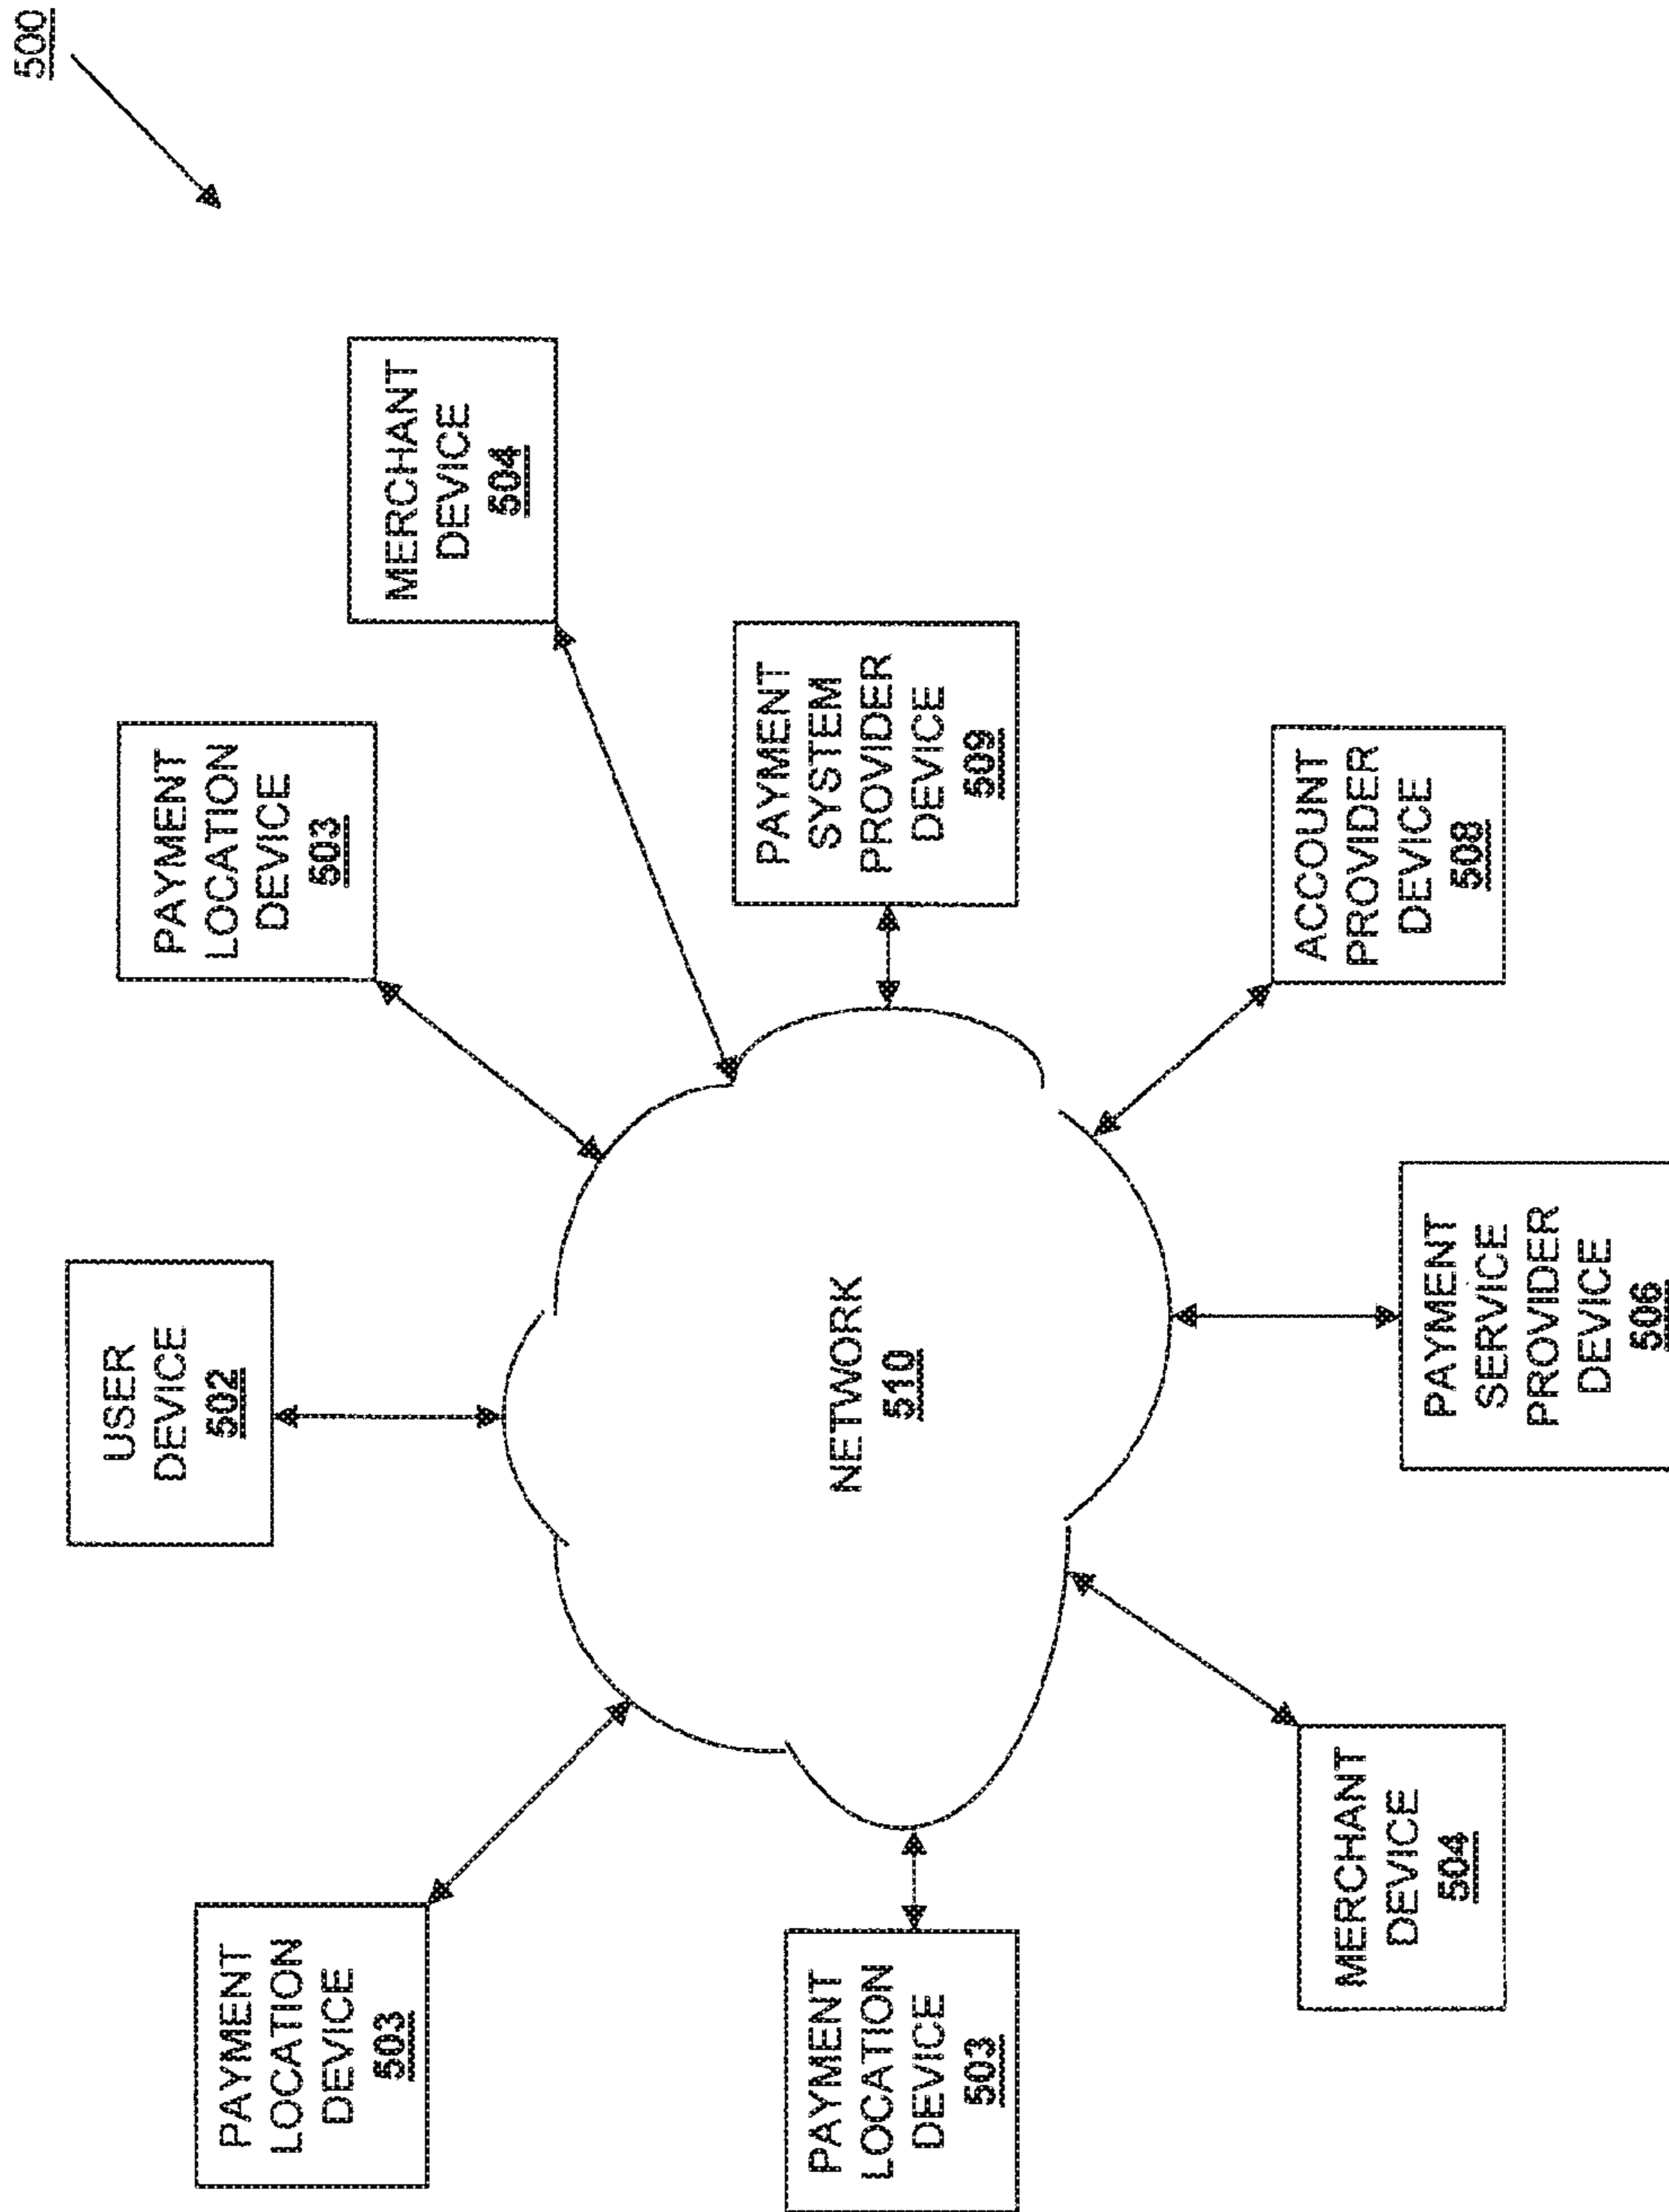 500
USER
DEVICE
502
PAYMENT
LOCATION
DEVICE
503
PAYMENT
LOCATION
DEVICE
503
MERCHANT
DEVICE
504
PAYMENT
LOCATION
DEVICE
503
NETWORK
510
PAYMENT
SYSTEM
PROVIDER
DEVICE
509
MERCHANT
DEVICE
504
PAYMENT
SERVICE
PROVIDER
DEVICE
506
ACCOUNT
PROVIDER
DEVICE
508